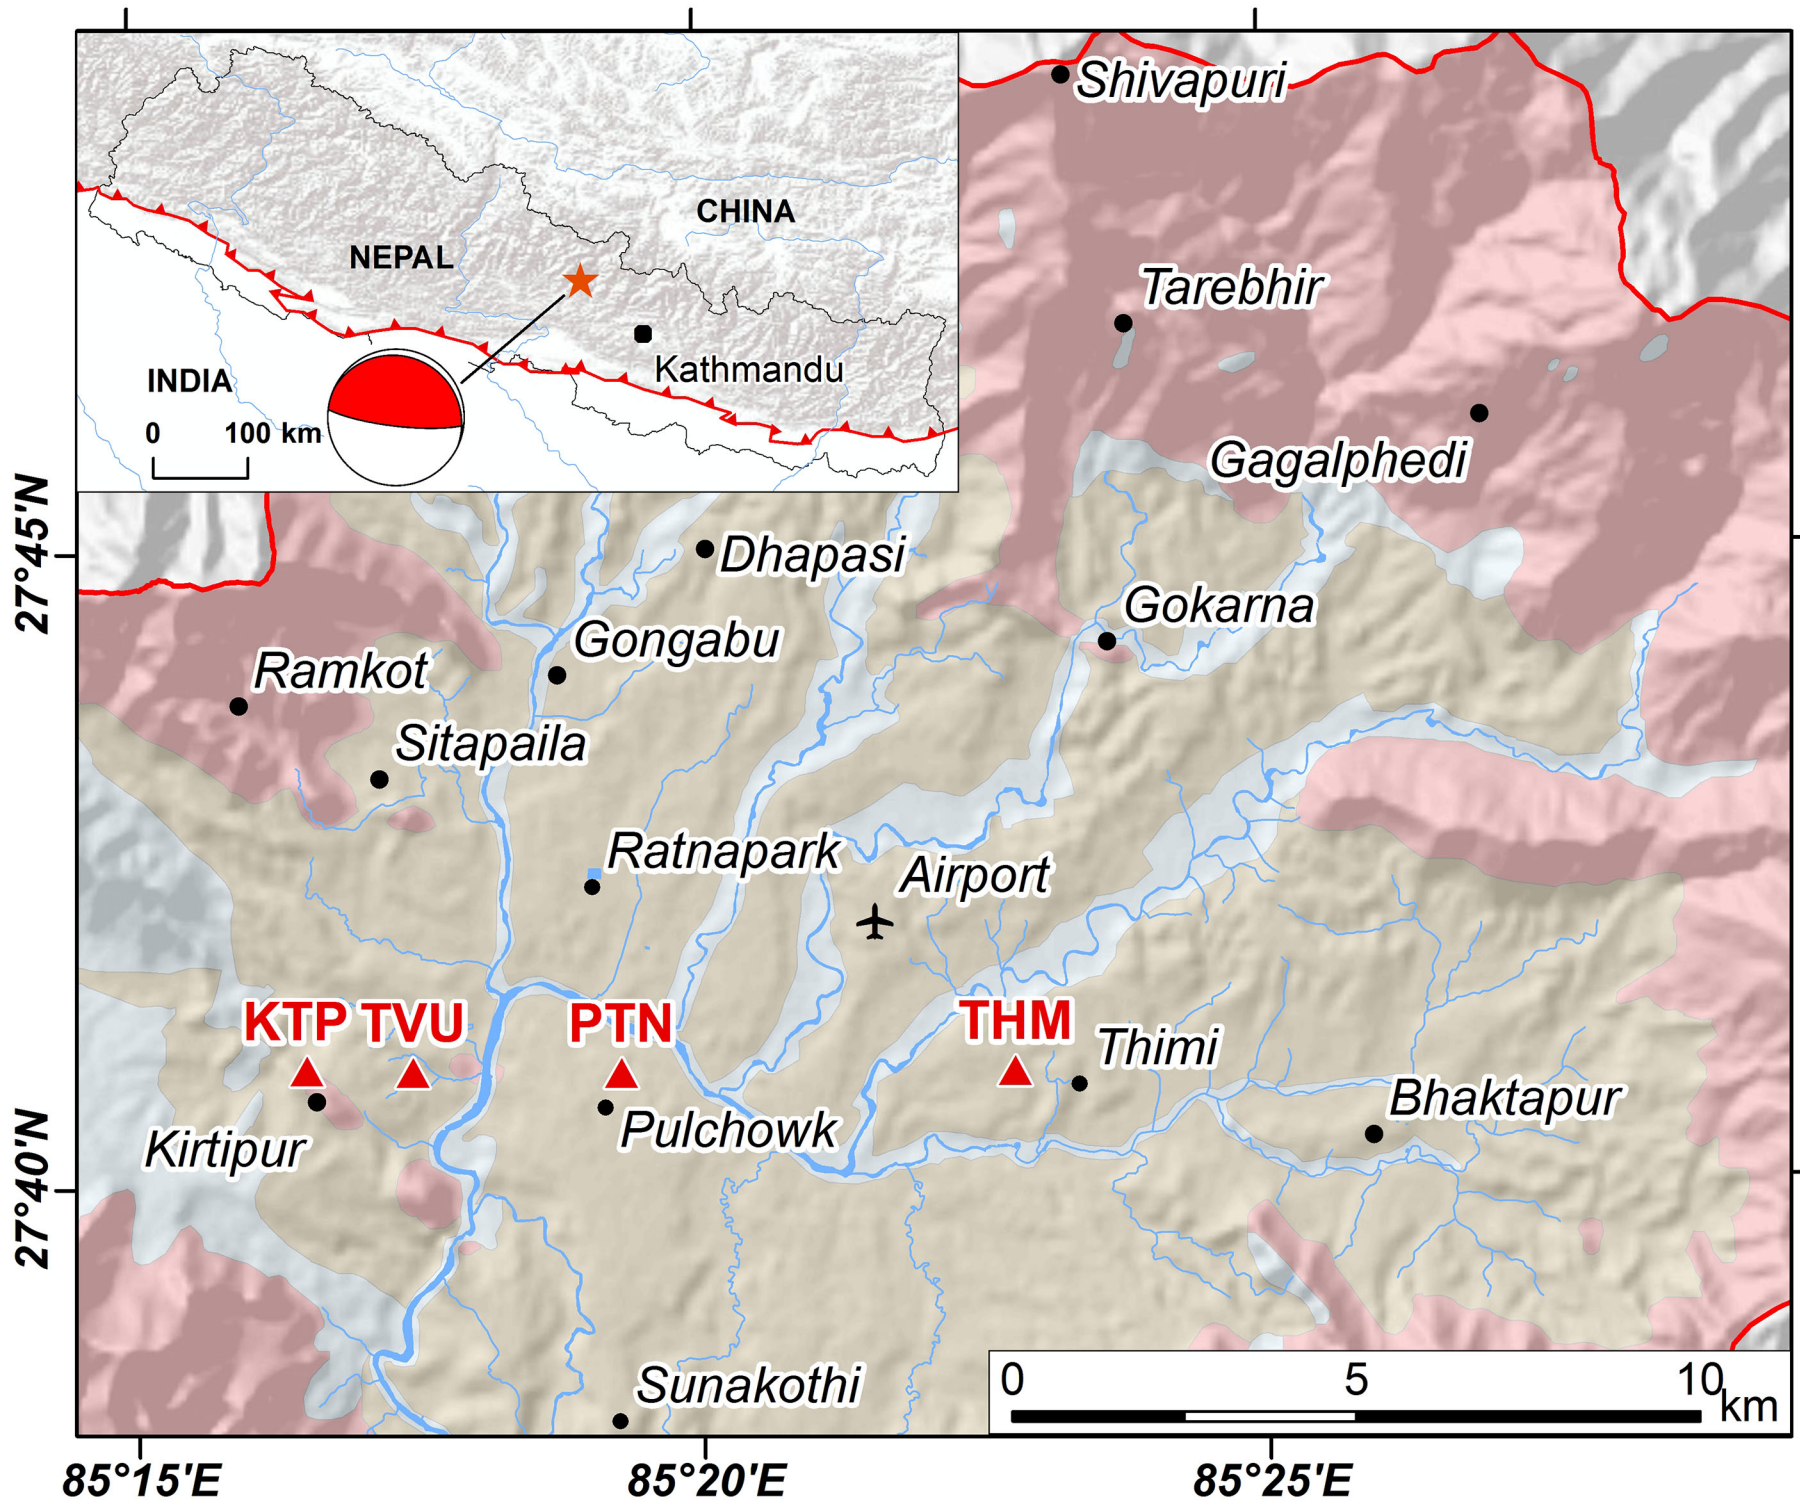 Shivapuri
CHINA
NEPAL
Tarebhir
Kathmandu
INDIA
0 100 km
Gagalphedi
27°45'N
Dhapasi
Gokarna
Gongabu
Ramkot
Sitapaila
Ratnapark
Airport
KTP TVU PTN THM
Thimi
Bhaktapur
Pulchowk
Kirtipur
27°40'N
Sunakothi
0 5 10
km
85°15'E 85°20'E 85°25'E